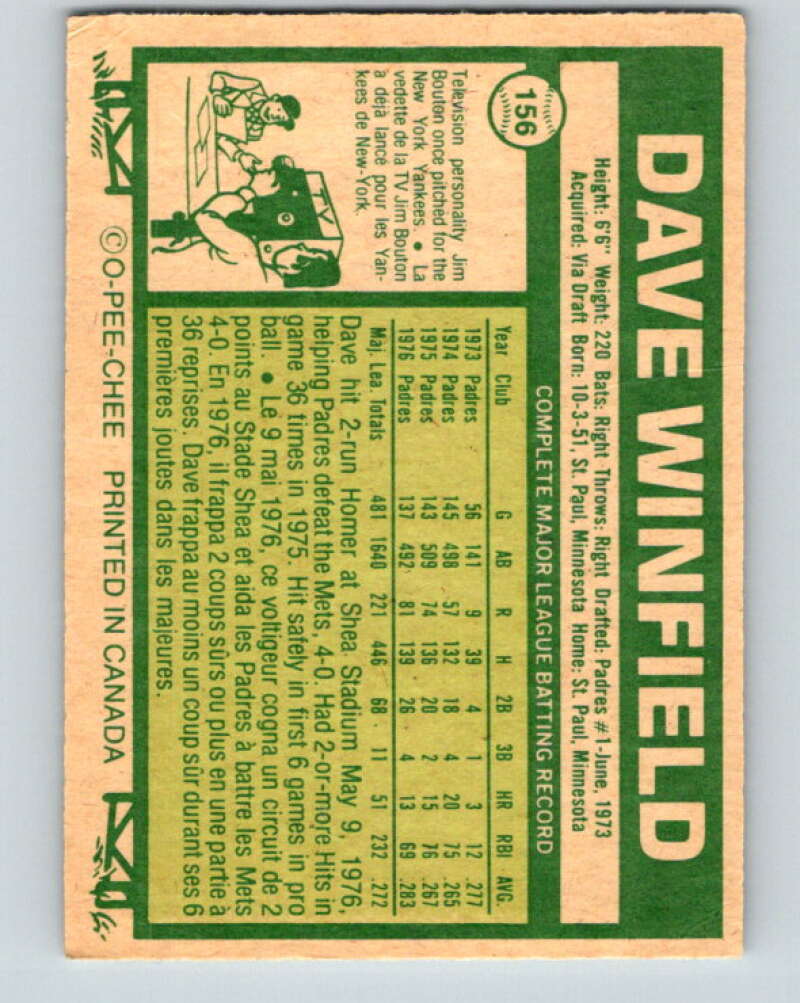 156
DAVE WINFIELD
Height: 6'6" Weight: 220 Bats: Right Throws: Right Drafted: Padres #1-June, 1973
Acquired: Via Draft Born: 10-3-51, St. Paul, Minnesota Home: St. Paul, Minnesota
Television personality Jim
Bouton once pitched for the
New York Yankees. • La
vedette de la TV Jim Bouton
a déjà lancé pour les Yan-
kees de New-York.
TV
COMPLETE MAJOR LEAGUE BATTING RECORD
Year Club G AB R H 2B 3B HR RBI AVG.
1973 Padres 56 141 9 39 4 1 3 12 .277
1974 Padres 145 498 57 132 18 4 20 75 .265
1975 Padres 143 509 74 136 20 2 15 76 .267
1976 Padres 137 492 81 139 26 4 13 69 .283
Maj. Lea. Totals 481 1640 221 446 68 11 51 232 .272
Dave hit 2-run Homer at Shea Stadium May 9, 1976,
helping Padres defeat the Mets, 4-0. Had 2-or-more Hits in
game 36 times in 1975. Hit safely in first 6 games in pro
ball. • Le 9 mai 1976, ce voltigeur cogna un circuit de 2
points au Stade Shea et aida les Padres à battre les Mets
4-0. En 1976, il frappa 2 coups sûrs ou plus en une partie à
36 reprises. Dave frappa au moins un coup sûr durant ses 6
premières joutes dans les majeures.
©O-PEE-CHEE PRINTED IN CANADA